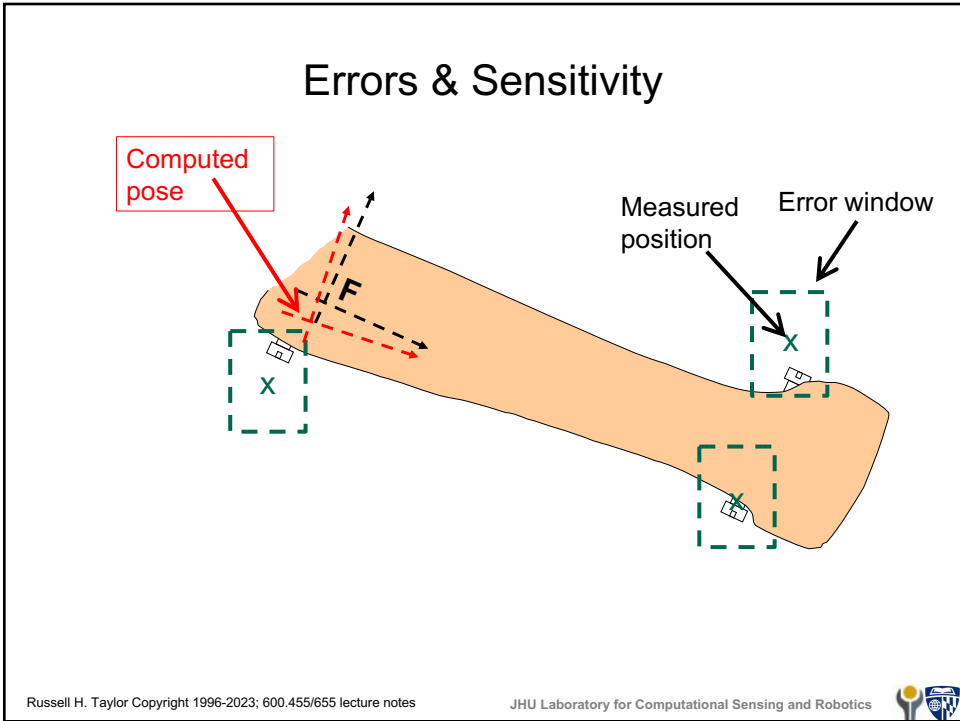 Errors & Sensitivity
Computed
pose
Measured
position
Error window
F
x
x
x
Russell H. Taylor Copyright 1996-2023; 600.455/655 lecture notes
JHU Laboratory for Computational Sensing and Robotics